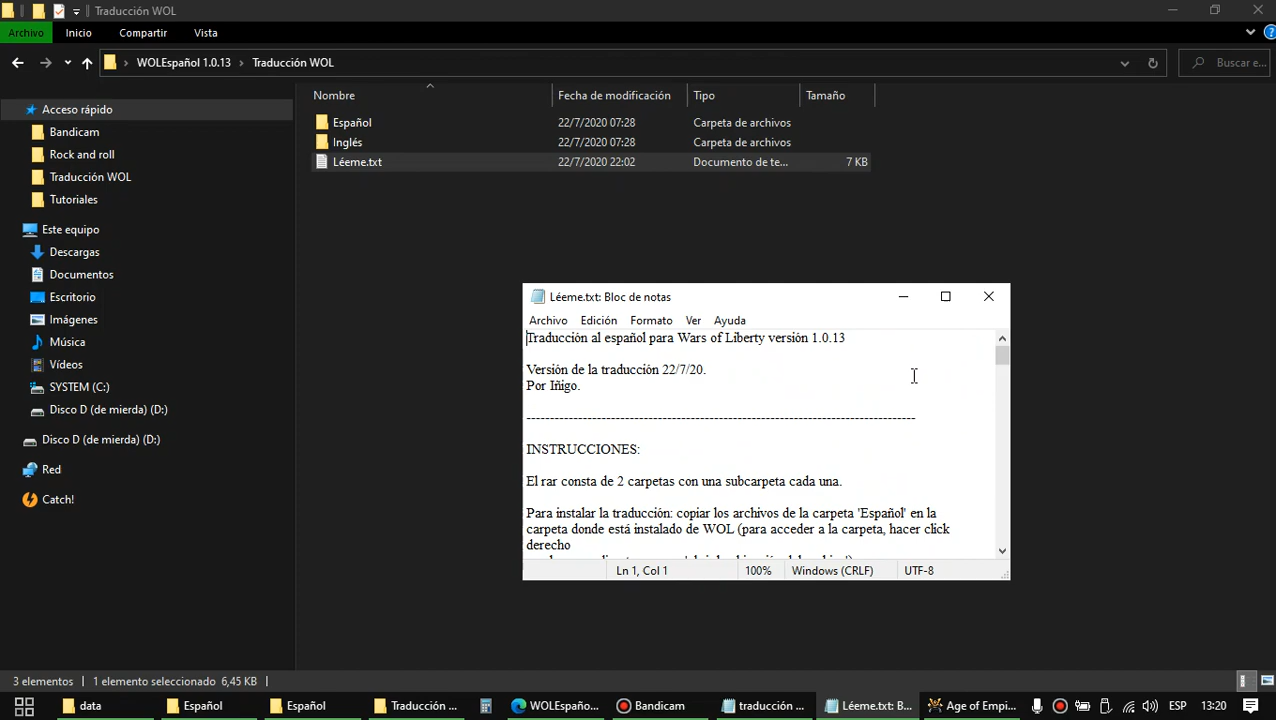 Traducción WOL
Archivo Inicio Compartir Vista
WOLEspañol 1.0.13 > Traducción WOL
Buscar e...
Nombre Fecha de modificación Tipo Tamaño
Español 22/7/2020 07:28 Carpeta de archivos
Inglés 22/7/2020 07:28 Carpeta de archivos
Léeme.txt 22/7/2020 22:02 Documento de te... 7 KB
Acceso rápido
Bandicam
Rock and roll
Traducción WOL
Tutoriales
Este equipo
Descargas
Documentos
Escritorio
Imágenes
Música
Vídeos
SYSTEM (C:)
Disco D (de mierda) (D:)
Disco D (de mierda) (D:)
Red
Catch!
Léeme.txt: Bloc de notas
Archivo Edición Formato Ver Ayuda
Traducción al español para Wars of Liberty versión 1.0.13
Versión de la traducción 22/7/20.
Por Iñigo.
-----------------------------------------------------------------------------------
INSTRUCCIONES:
El rar consta de 2 carpetas con una subcarpeta cada una.
Para instalar la traducción: copiar los archivos de la carpeta 'Español' en la
carpeta donde está instalado de WOL (para acceder a la carpeta, hacer click
derecho
Ln 1, Col 1 100% Windows (CRLF) UTF-8
3 elementos 1 elemento seleccionado 6,45 KB
data Español Español Traducción ... WOLEspaño... Bandicam traducción ... Léeme.txt: B... Age of Empi... ESP 13:20